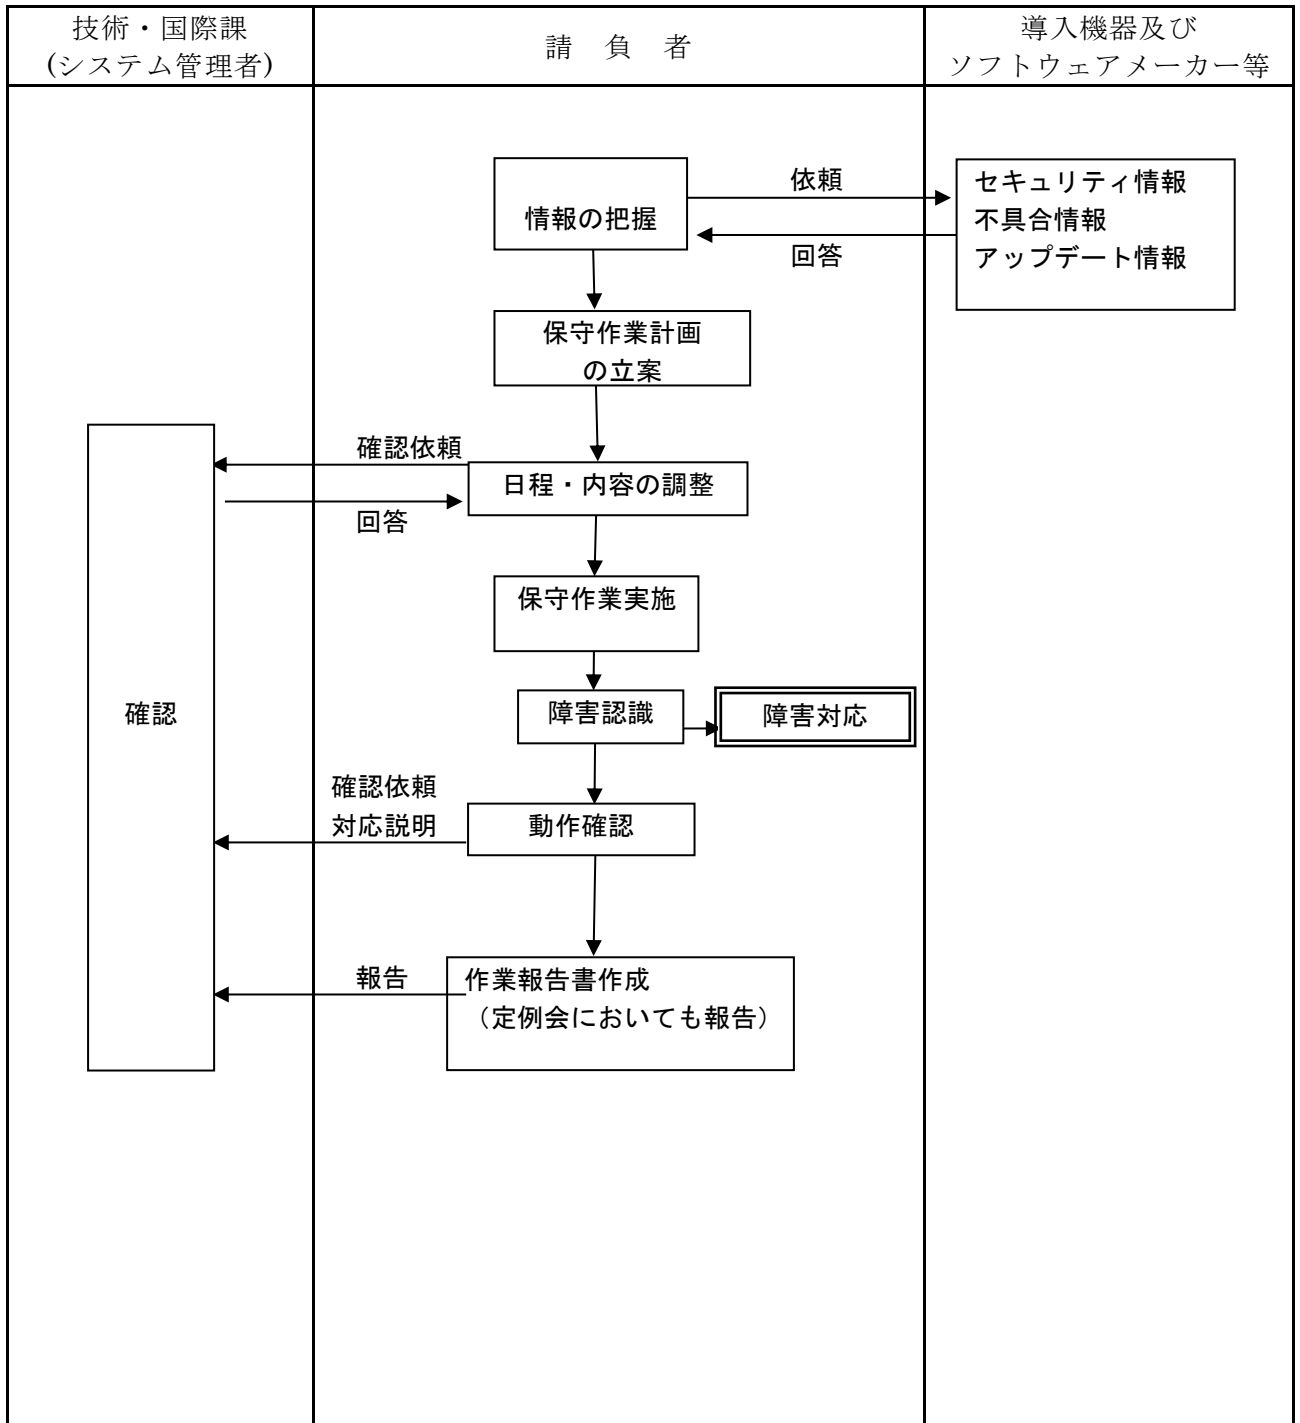 技術・国際課
(システム管理者)
請　負　者
導入機器及び
ソフトウェアメーカー等
情報の把握
依頼
回答
セキュリティ情報
不具合情報
アップデート情報
保守作業計画
の立案
確認依頼
日程・内容の調整
回答
保守作業実施
確認
障害認識
障害対応
確認依頼
対応説明
動作確認
報告
作業報告書作成
（定例会においても報告）